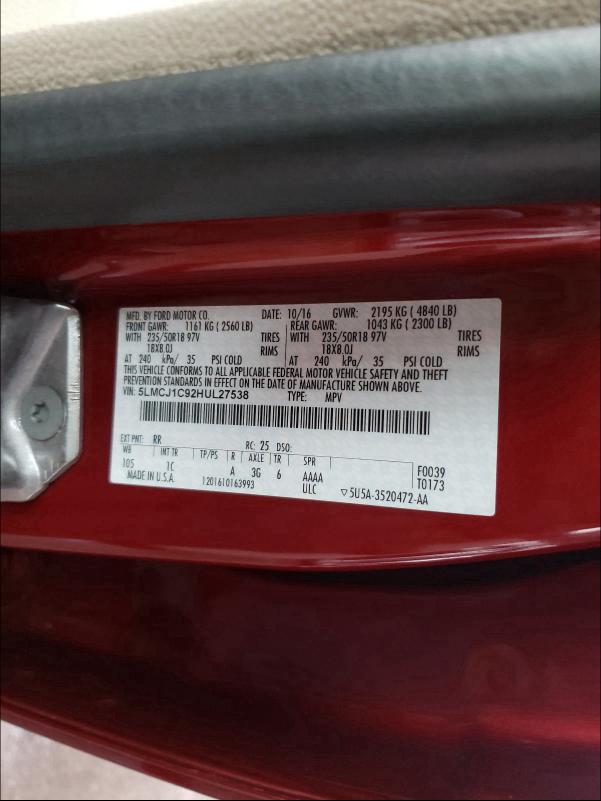 MFD. BY FORD MOTOR CO. DATE: 10/16 GVWR: 2195 KG ( 4840 LB)
FRONT GAWR: 1161 KG ( 2560 LB) REAR GAWR: 1043 KG ( 2300 LB)
WITH 235/50R18 97V TIRES WITH 235/50R18 97V TIRES
18X8.0J RIMS 18X8.0J RIMS
AT 240 kPa/ 35 PSI COLD AT 240 kPa/ 35 PSI COLD
THIS VEHICLE CONFORMS TO ALL APPLICABLE FEDERAL MOTOR VEHICLE SAFETY AND THEFT
PREVENTION STANDARDS IN EFFECT ON THE DATE OF MANUFACTURE SHOWN ABOVE.
VIN: 5LMCJ1C92HUL27538 TYPE: MPV
EXT PNT: RR RC: 25 DSO:
WB INT TR TP/PS R AXLE TR SPR
105 1C A 3G 6 AAAA F0039
MADE IN U.S.A. 1201610163993 ULC T0173
▽5U5A-3520472-AA